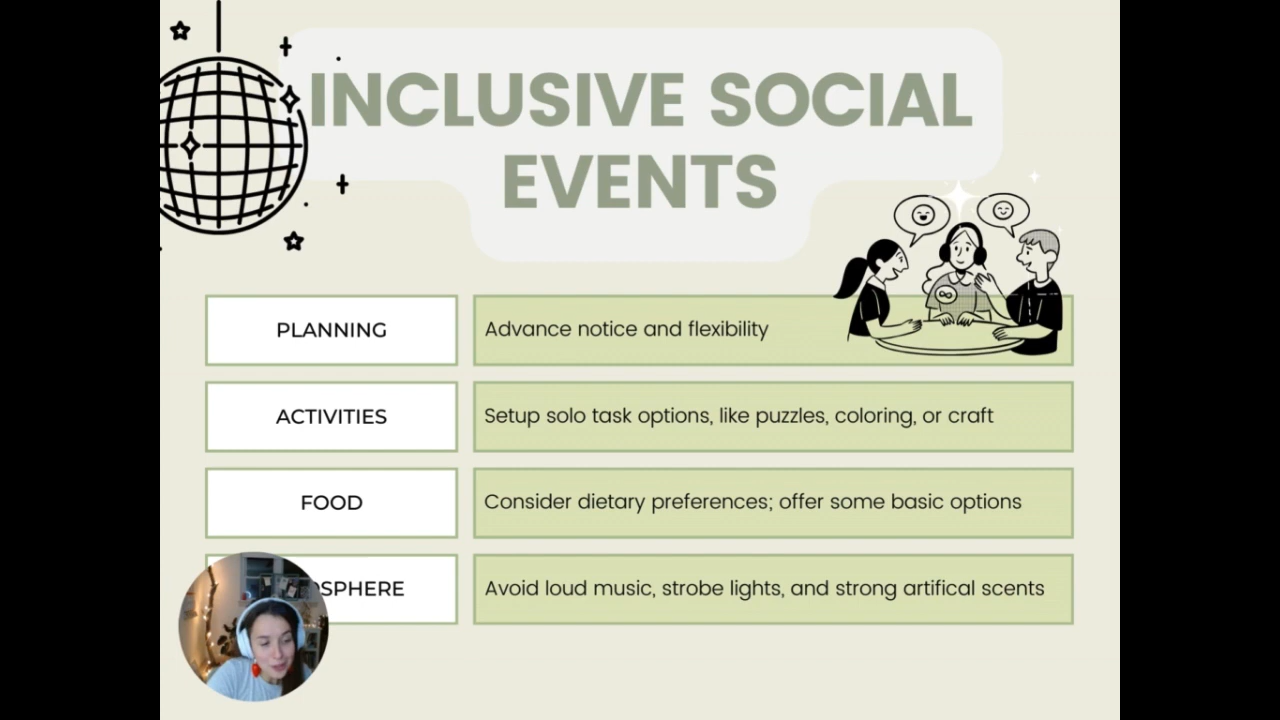 INCLUSIVE SOCIAL
EVENTS
PLANNING
Advance notice and flexibility
ACTIVITIES
Setup solo task options, like puzzles, coloring, or craft
FOOD
Consider dietary preferences; offer some basic options
SPHERE
Avoid loud music, strobe lights, and strong artifical scents